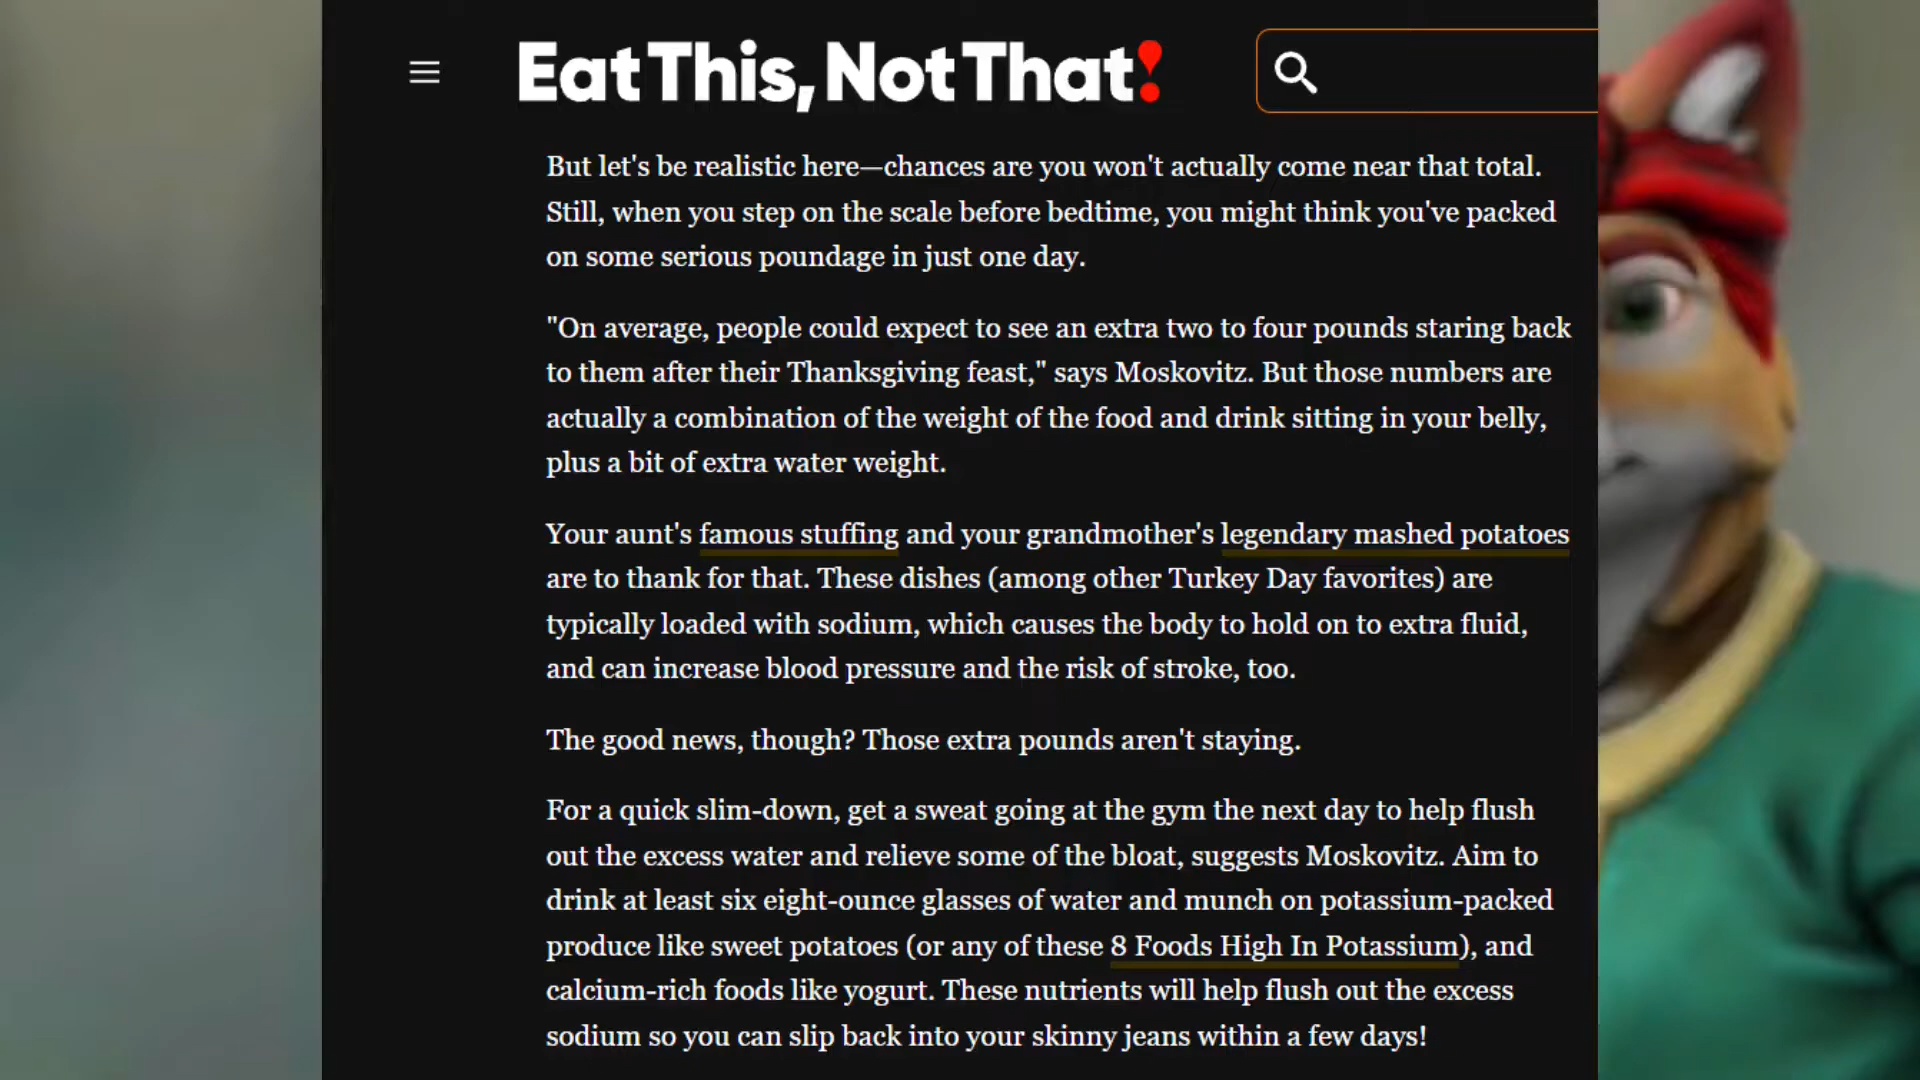 Eat This, Not That!
But let's be realistic here—chances are you won't actually come near that total.
Still, when you step on the scale before bedtime, you might think you've packed
on some serious poundage in just one day.
"On average, people could expect to see an extra two to four pounds staring back
to them after their Thanksgiving feast," says Moskovitz. But those numbers are
actually a combination of the weight of the food and drink sitting in your belly,
plus a bit of extra water weight.
Your aunt's famous stuffing and your grandmother's legendary mashed potatoes
are to thank for that. These dishes (among other Turkey Day favorites) are
typically loaded with sodium, which causes the body to hold on to extra fluid,
and can increase blood pressure and the risk of stroke, too.
The good news, though? Those extra pounds aren't staying.
For a quick slim-down, get a sweat going at the gym the next day to help flush
out the excess water and relieve some of the bloat, suggests Moskovitz. Aim to
drink at least six eight-ounce glasses of water and munch on potassium-packed
produce like sweet potatoes (or any of these 8 Foods High In Potassium), and
calcium-rich foods like yogurt. These nutrients will help flush out the excess
sodium so you can slip back into your skinny jeans within a few days!